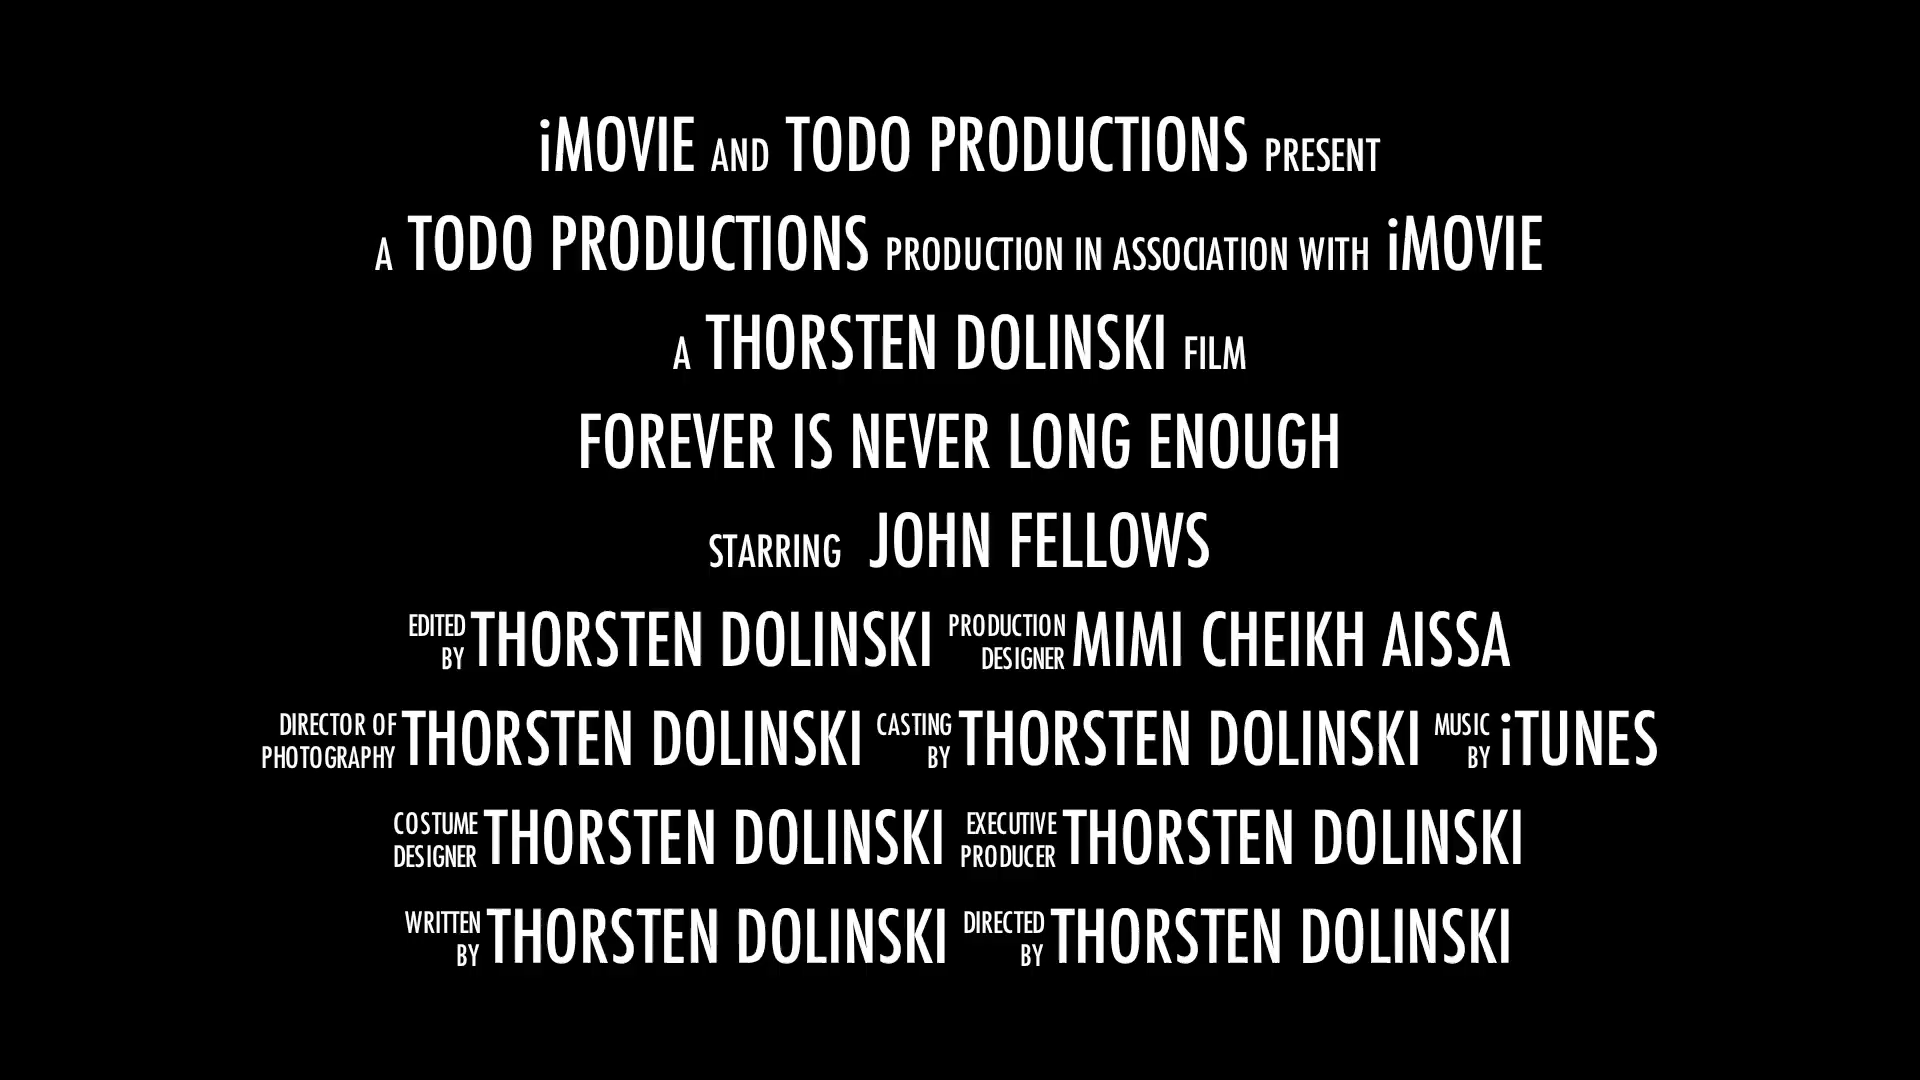 iMOVIE AND TODO PRODUCTIONS PRESENT
A TODO PRODUCTIONS PRODUCTION IN ASSOCIATION WITH iMOVIE
A THORSTEN DOLINSKI FILM
FOREVER IS NEVER LONG ENOUGH
STARRING JOHN FELLOWS
EDITED BY THORSTEN DOLINSKI PRODUCTION DESIGNER MIMI CHEIKH AISSA
DIRECTOR OF PHOTOGRAPHY THORSTEN DOLINSKI CASTING BY THORSTEN DOLINSKI MUSIC BY iTUNES
COSTUME DESIGNER THORSTEN DOLINSKI EXECUTIVE PRODUCER THORSTEN DOLINSKI
WRITTEN BY THORSTEN DOLINSKI DIRECTED BY THORSTEN DOLINSKI